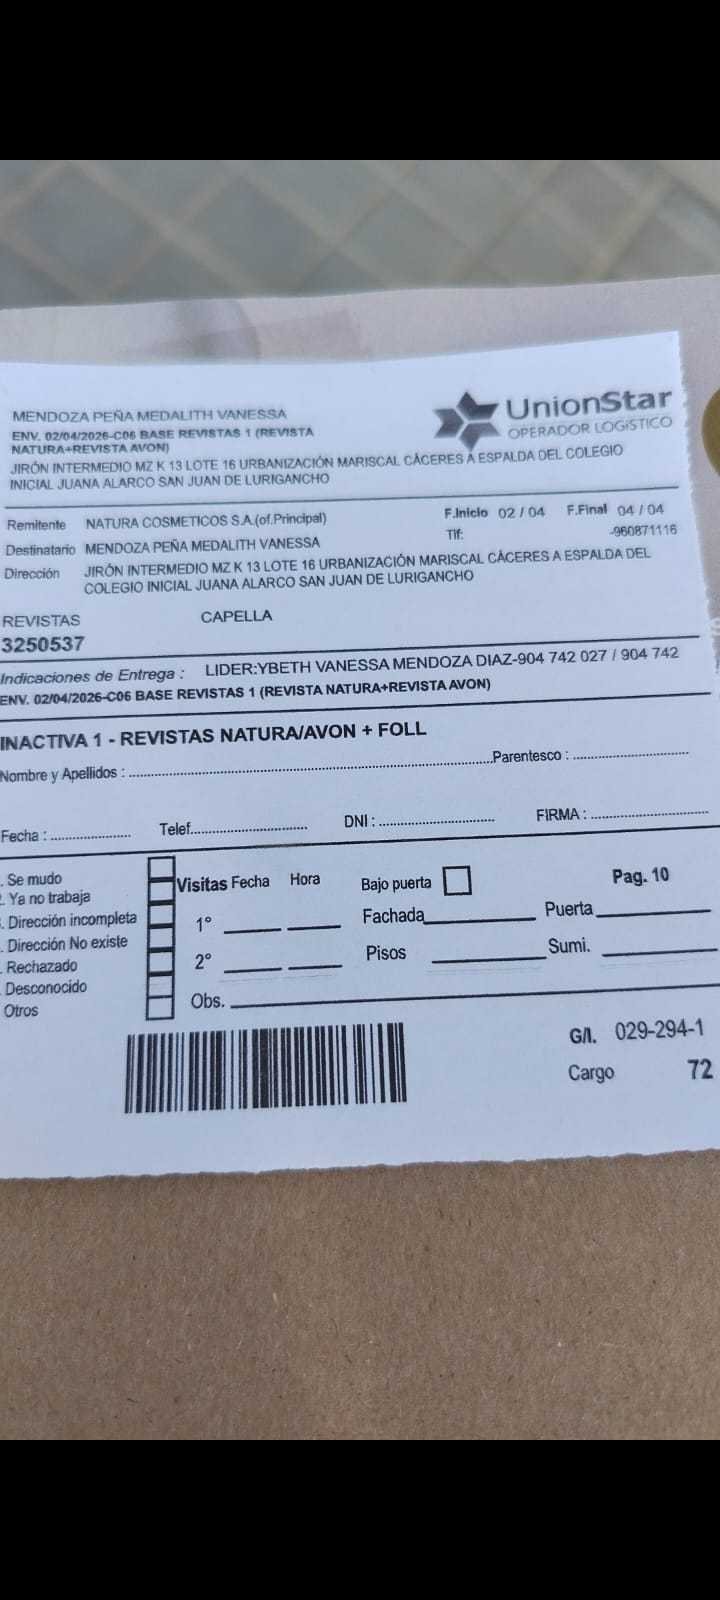 MENDOZA PEÑA MEDALITH VANESSA
ENV. 02/04/2026-C06 BASE REVISTAS 1 (REVISTA
NATURA+REVISTA AVON)
UnionStar
OPERADOR LOGÍSTICO
JIRÓN INTERMEDIO MZ K 13 LOTE 16 URBANIZACIÓN MARISCAL CÁCERES A ESPALDA DEL COLEGIO
INICIAL JUANA ALARCO SAN JUAN DE LURIGANCHO
Remitente NATURA COSMETICOS S.A.(of.Principal) F.Inicio 02 / 04 F.Final 04 / 04
Destinatario MENDOZA PEÑA MEDALITH VANESSA Tlf: -960871116
Dirección JIRÓN INTERMEDIO MZ K 13 LOTE 16 URBANIZACIÓN MARISCAL CÁCERES A ESPALDA DEL
COLEGIO INICIAL JUANA ALARCO SAN JUAN DE LURIGANCHO
REVISTAS CAPELLA
3250537
Indicaciones de Entrega : LIDER:YBETH VANESSA MENDOZA DIAZ-904 742 027 / 904 742
ENV. 02/04/2026-C06 BASE REVISTAS 1 (REVISTA NATURA+REVISTA AVON)
INACTIVA 1 - REVISTAS NATURA/AVON + FOLL
Nombre y Apellidos : Parentesco :
Fecha : Telef. DNI : FIRMA :
. Se mudo
. Ya no trabaja
. Dirección incompleta
. Dirección No existe
. Rechazado
. Desconocido
Otros
Visitas Fecha Hora Bajo puerta Pag. 10
1° Fachada Puerta
2° Pisos Sumi.
Obs.
G/I. 029-294-1
Cargo 72